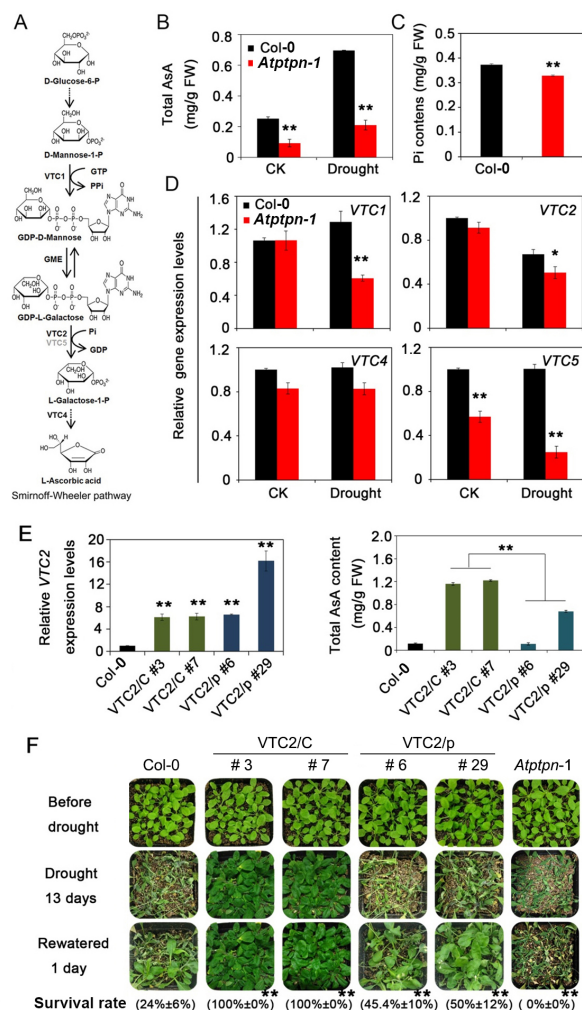 A
D-Glucose-6-P
D-Mannose-1-P
VTC1
GTP
PPi
GDP-D-Mannose
GME
GDP-L-Galactose
VTC2
VTC5
Pi
GDP
L-Galactose-1-P
VTC4
L-Ascorbic acid
Smirnoff-Wheeler pathway
B
Total AsA
(mg/g FW)
0.8
0.6
0.4
0.2
0
Col-0
Atptpn-1
**
**
CK
Drought
C
Pi contens (mg/g FW)
0.5
0.4
0.3
0.2
0.1
0
**
Col-0
D
Relative gene expression levels
Col-0
Atptpn-1
VTC1
1.6
1.2
0.8
0.4
0
**
VTC2
1.2
0.8
0.4
0
*
VTC4
1.2
0.8
0.4
0
CK
Drought
VTC5
1.2
0.8
0.4
0
**
**
CK
Drought
E
Relative VTC2
expression levels
20
16
12
8
4
0
**
**
**
**
Col-0
VTC2/C #3
VTC2/C #7
VTC2/p #6
VTC2/p #29
Total AsA content
(mg/g FW)
2.0
1.6
1.2
0.8
0.4
0
**
Col-0
VTC2/C #3
VTC2/C #7
VTC2/p #6
VTC2/p #29
F
VTC2/C
VTC2/p
Col-0
# 3
# 7
# 6
# 29
Atptpn-1
Before
drought
Drought
13 days
Rewatered
1 day
** ** ** ** **
Survival rate (24%±6%) (100%±0%) (100%±0%) (45.4%±10%) (50%±12%) ( 0%±0%)